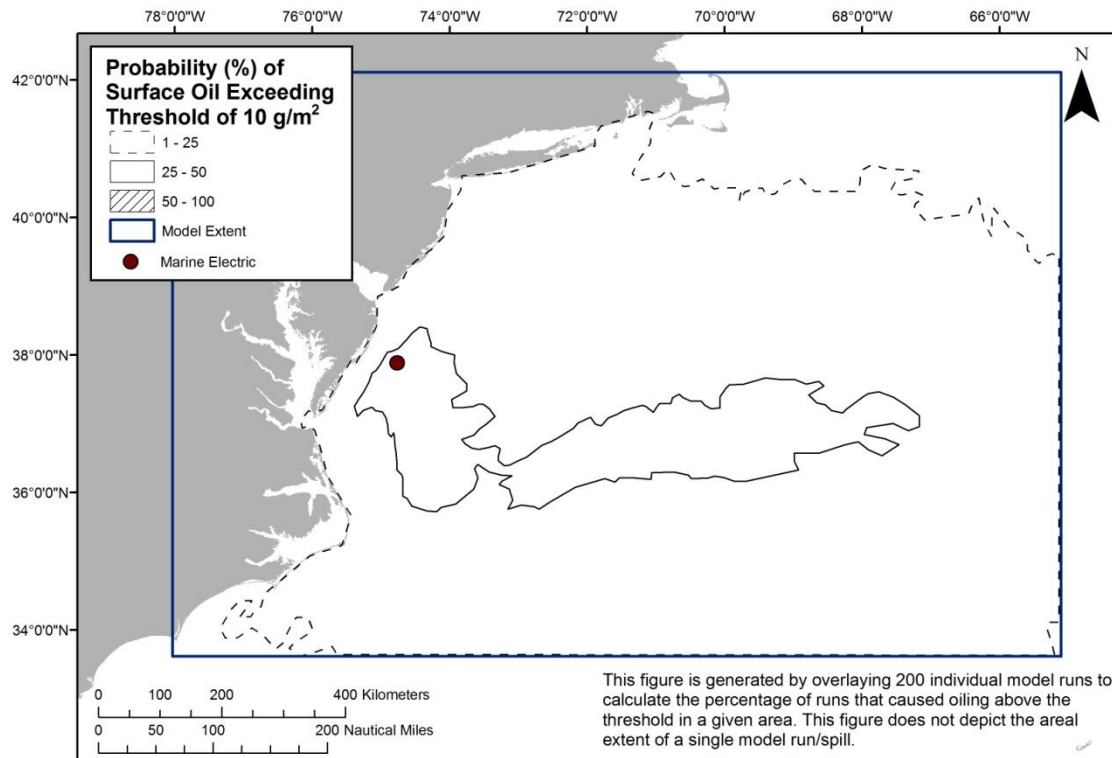 78°0'0"W 76°0'0"W 74°0'0"W 72°0'0"W 70°0'0"W 68°0'0"W 66°0'0"W
Probability (%) of
Surface Oil Exceeding
Threshold of 10 g/m²
1 - 25
25 - 50
50 - 100
Model Extent
Marine Electric
N
42°0'0"N
40°0'0"N
38°0'0"N
36°0'0"N
34°0'0"N
0 100 200 400 Kilometers
0 50 100 200 Nautical Miles
This figure is generated by overlaying 200 individual model runs to
calculate the percentage of runs that caused oiling above the
threshold in a given area. This figure does not depict the areal
extent of a single model run/spill.